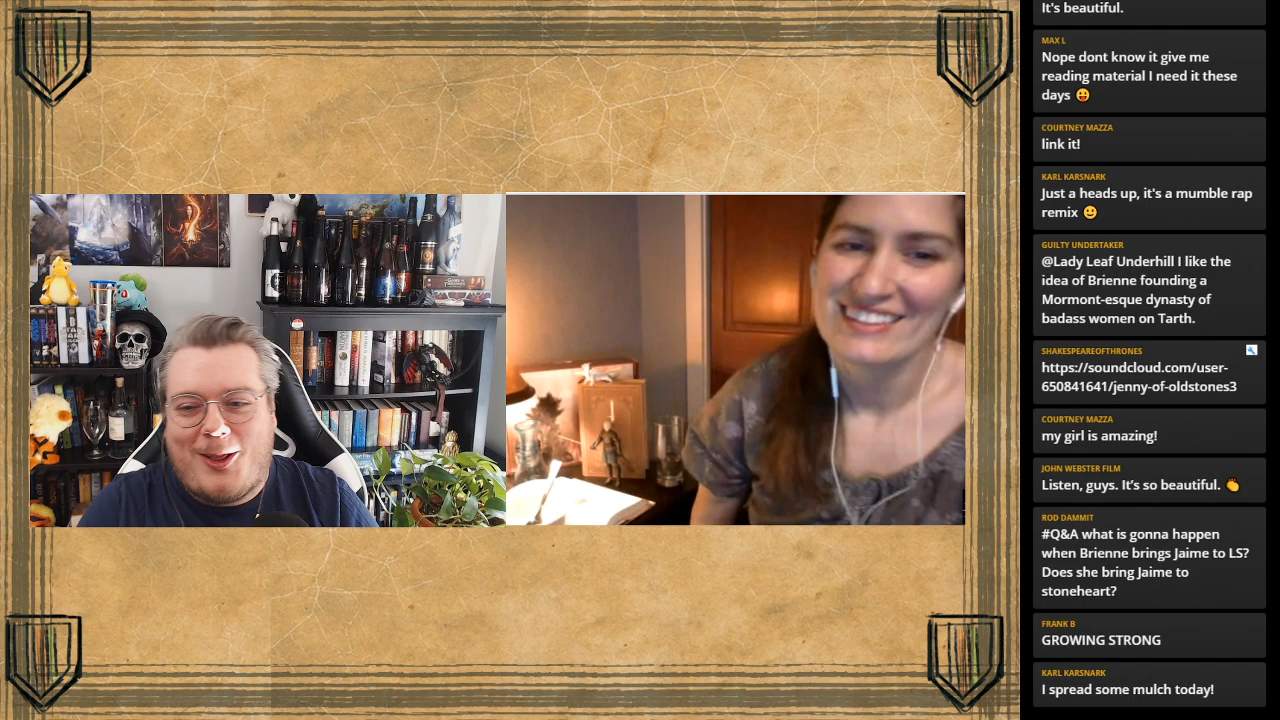 It's beautiful.
MAX L
Nope dont know it give me
reading material I need it these
days 😛
COURTNEY MAZZA
link it!
KARL KARSNARK
Just a heads up, it's a mumble rap
remix 🙂
GUILTY UNDERTAKER
@Lady Leaf Underhill I like the
idea of Brienne founding a
Mormont-esque dynasty of
badass women on Tarth.
SHAKESPEAREOFTHRONES
https://soundcloud.com/user-
650841641/jenny-of-oldstones3
COURTNEY MAZZA
my girl is amazing!
JOHN WEBSTER FILM
Listen, guys. It's so beautiful. 👏
ROD DAMMIT
#Q&A what is gonna happen
when Brienne brings Jaime to LS?
Does she bring Jaime to
stoneheart?
FRANK B
GROWING STRONG
KARL KARSNARK
I spread some mulch today!